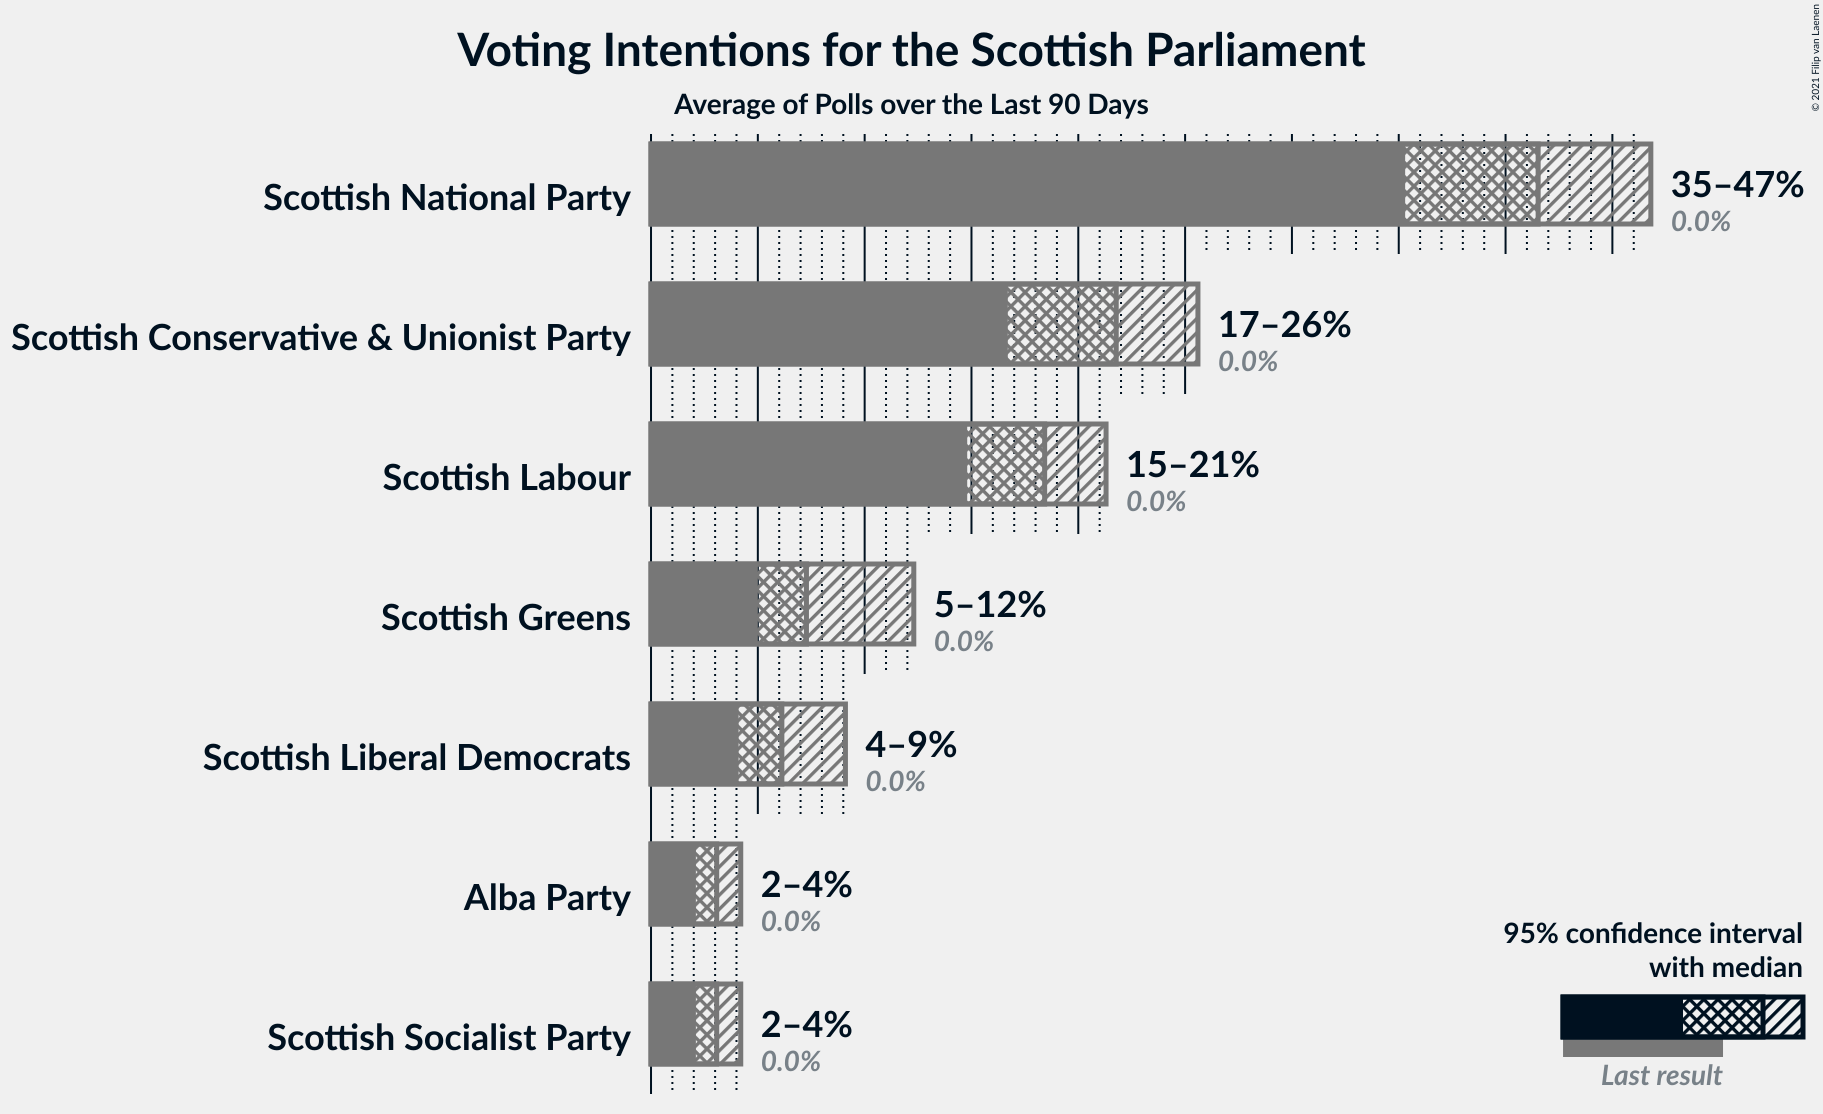 Voting Intentions for the Scottish Parliament
Average of Polls over the Last 90 Days
© 2021 Filip van Laenen
Scottish National Party
35–47%
0.0%
Scottish Conservative & Unionist Party
17–26%
0.0%
Scottish Labour
15–21%
0.0%
Scottish Greens
5–12%
0.0%
Scottish Liberal Democrats
4–9%
0.0%
Alba Party
2–4%
0.0%
Scottish Socialist Party
2–4%
0.0%
95% confidence interval
with median
Last result